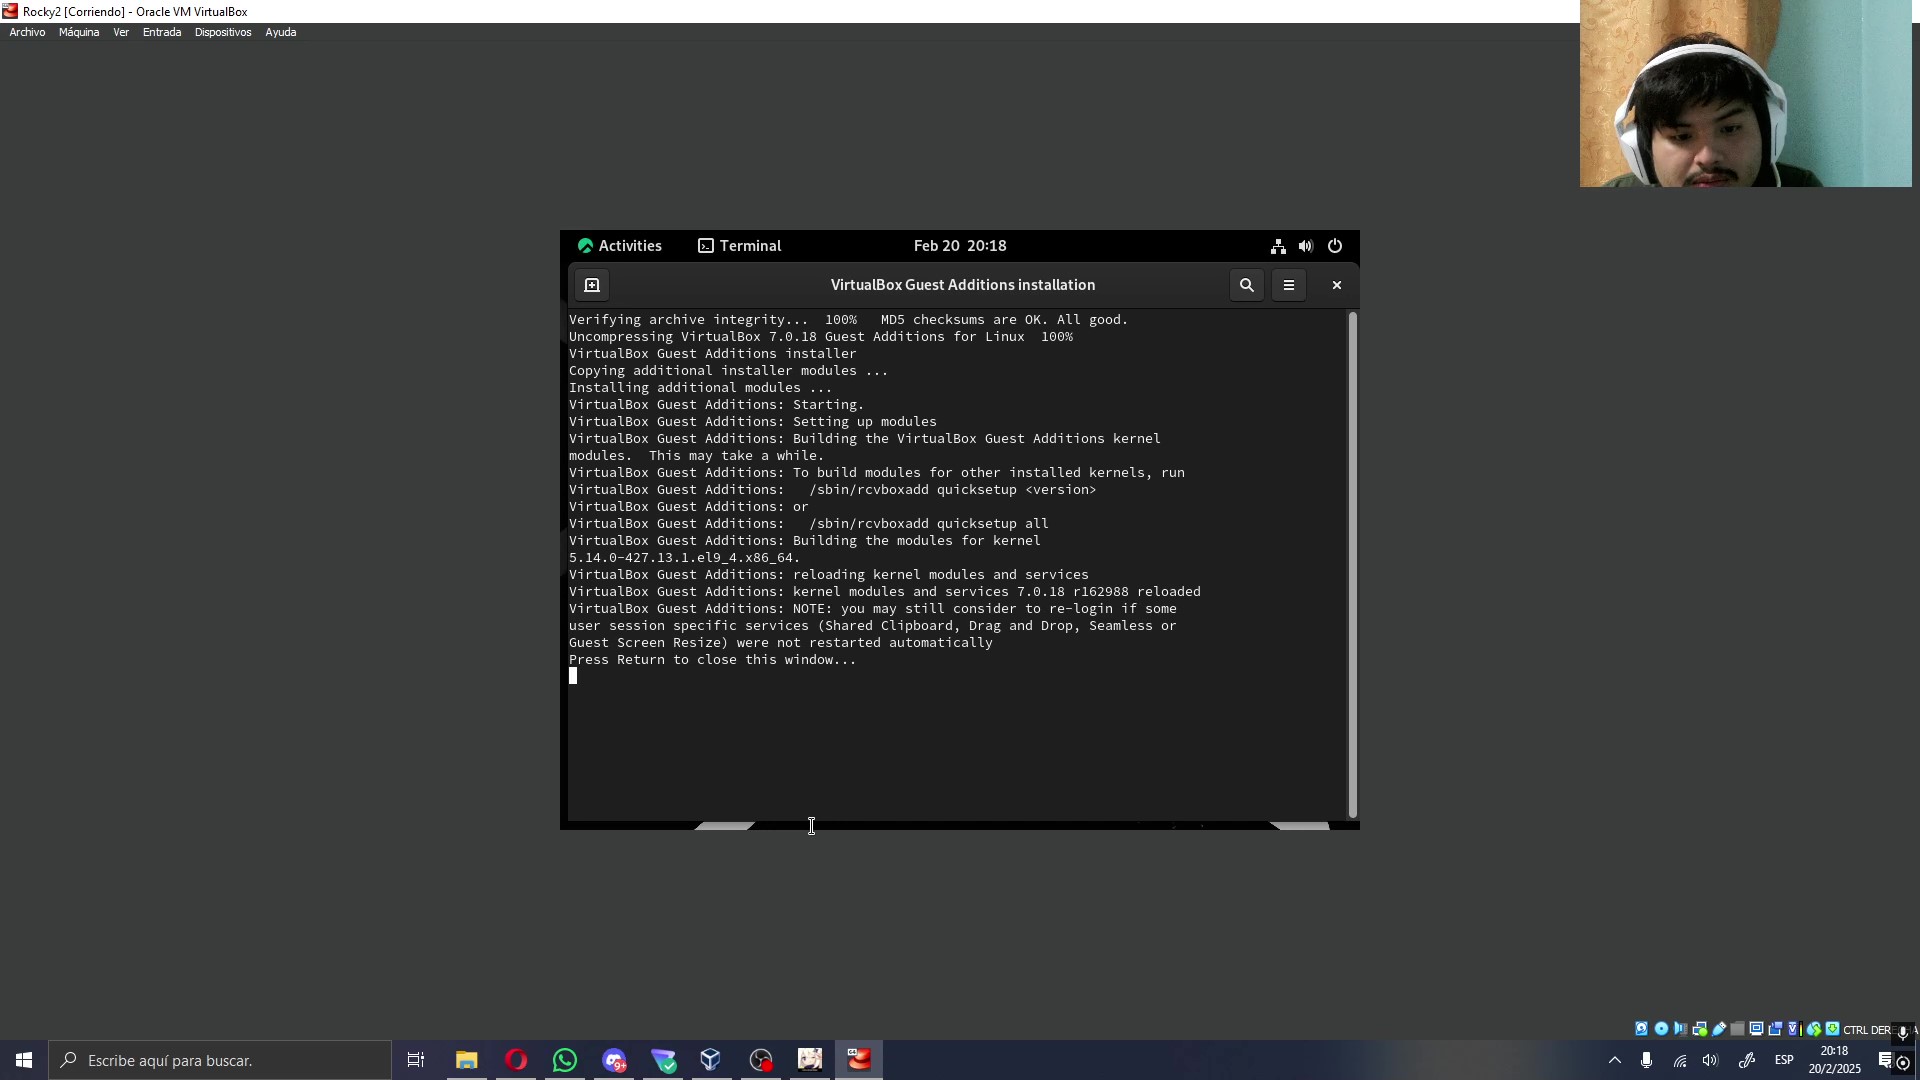 Rocky2 [Corriendo] - Oracle VM VirtualBox
Archivo Máquina Ver Entrada Dispositivos Ayuda
Activities Terminal Feb 20 20:18
VirtualBox Guest Additions installation
Verifying archive integrity...  100%   MD5 checksums are OK. All good.
Uncompressing VirtualBox 7.0.18 Guest Additions for Linux  100%
VirtualBox Guest Additions installer
Copying additional installer modules ...
Installing additional modules ...
VirtualBox Guest Additions: Starting.
VirtualBox Guest Additions: Setting up modules
VirtualBox Guest Additions: Building the VirtualBox Guest Additions kernel
modules.  This may take a while.
VirtualBox Guest Additions: To build modules for other installed kernels, run
VirtualBox Guest Additions:   /sbin/rcvboxadd quicksetup <version>
VirtualBox Guest Additions: or
VirtualBox Guest Additions:   /sbin/rcvboxadd quicksetup all
VirtualBox Guest Additions: Building the modules for kernel
5.14.0-427.13.1.el9_4.x86_64.
VirtualBox Guest Additions: reloading kernel modules and services
VirtualBox Guest Additions: kernel modules and services 7.0.18 r162988 reloaded
VirtualBox Guest Additions: NOTE: you may still consider to re-login if some
user session specific services (Shared Clipboard, Drag and Drop, Seamless or
Guest Screen Resize) were not restarted automatically
Press Return to close this window...
CTRL
Escribe aquí para buscar.
9+
64
ESP
20:18
20/2/2025